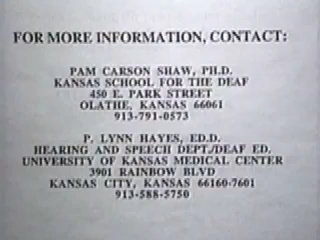 FOR MORE INFORMATION, CONTACT:
PAM CARSON SHAW, PH.D.
KANSAS SCHOOL FOR THE DEAF
450 E. PARK STREET
OLATHE, KANSAS 66061
913-791-0573
P. LYNN HAYES, ED.D.
HEARING AND SPEECH DEPT./DEAF ED.
UNIVERSITY OF KANSAS MEDICAL CENTER
3901 RAINBOW BLVD
KANSAS CITY, KANSAS 66160-7601
913-588-5750